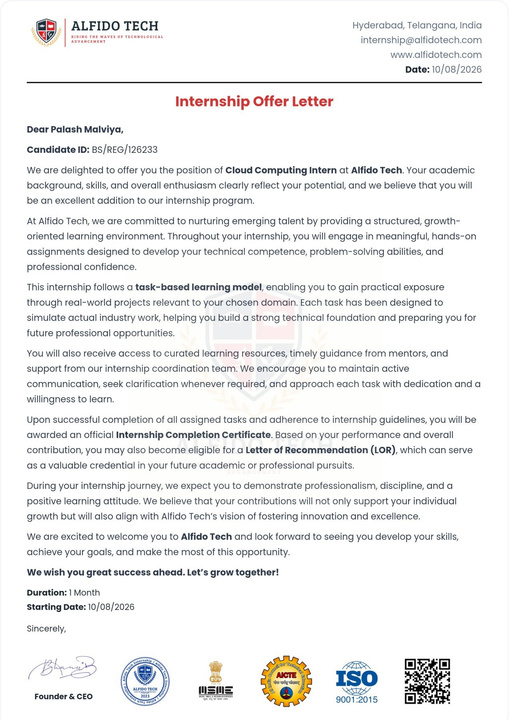 ALFIDO TECH
RIDING THE WAVES OF TECHNOLOGICAL
ADVANCEMENT
Hyderabad, Telangana, India
internship@alfidotech.com
www.alfidotech.com
Date: 10/08/2026
Internship Offer Letter
Dear Palash Malviya,
Candidate ID: BS/REG/126233
We are delighted to offer you the position of Cloud Computing Intern at Alfido Tech. Your academic
background, skills, and overall enthusiasm clearly reflect your potential, and we believe that you will
be an excellent addition to our internship program.
At Alfido Tech, we are committed to nurturing emerging talent by providing a structured, growth-
oriented learning environment. Throughout your internship, you will engage in meaningful, hands-on
assignments designed to develop your technical competence, problem-solving abilities, and
professional confidence.
This internship follows a task-based learning model, enabling you to gain practical exposure
through real-world projects relevant to your chosen domain. Each task has been designed to
simulate actual industry work, helping you build a strong technical foundation and preparing you for
future professional opportunities.
You will also receive access to curated learning resources, timely guidance from mentors, and
support from our internship coordination team. We encourage you to maintain active
communication, seek clarification whenever required, and approach each task with dedication and a
willingness to learn.
Upon successful completion of all assigned tasks and adherence to internship guidelines, you will be
awarded an official Internship Completion Certificate. Based on your performance and overall
contribution, you may also become eligible for a Letter of Recommendation (LOR), which can serve
as a valuable credential in your future academic or professional pursuits.
During your internship journey, we expect you to demonstrate professionalism, discipline, and a
positive learning attitude. We believe that your contributions will not only support your individual
growth but will also align with Alfido Tech's vision of fostering innovation and excellence.
We are excited to welcome you to Alfido Tech and look forward to seeing you develop your skills,
achieve your goals, and make the most of this opportunity.
We wish you great success ahead. Let's grow together!
Duration: 1 Month
Starting Date: 10/08/2026
Sincerely,
Founder & CEO
ALFIDO TECH
2023
MSME
AICTE
ISO
9001:2015